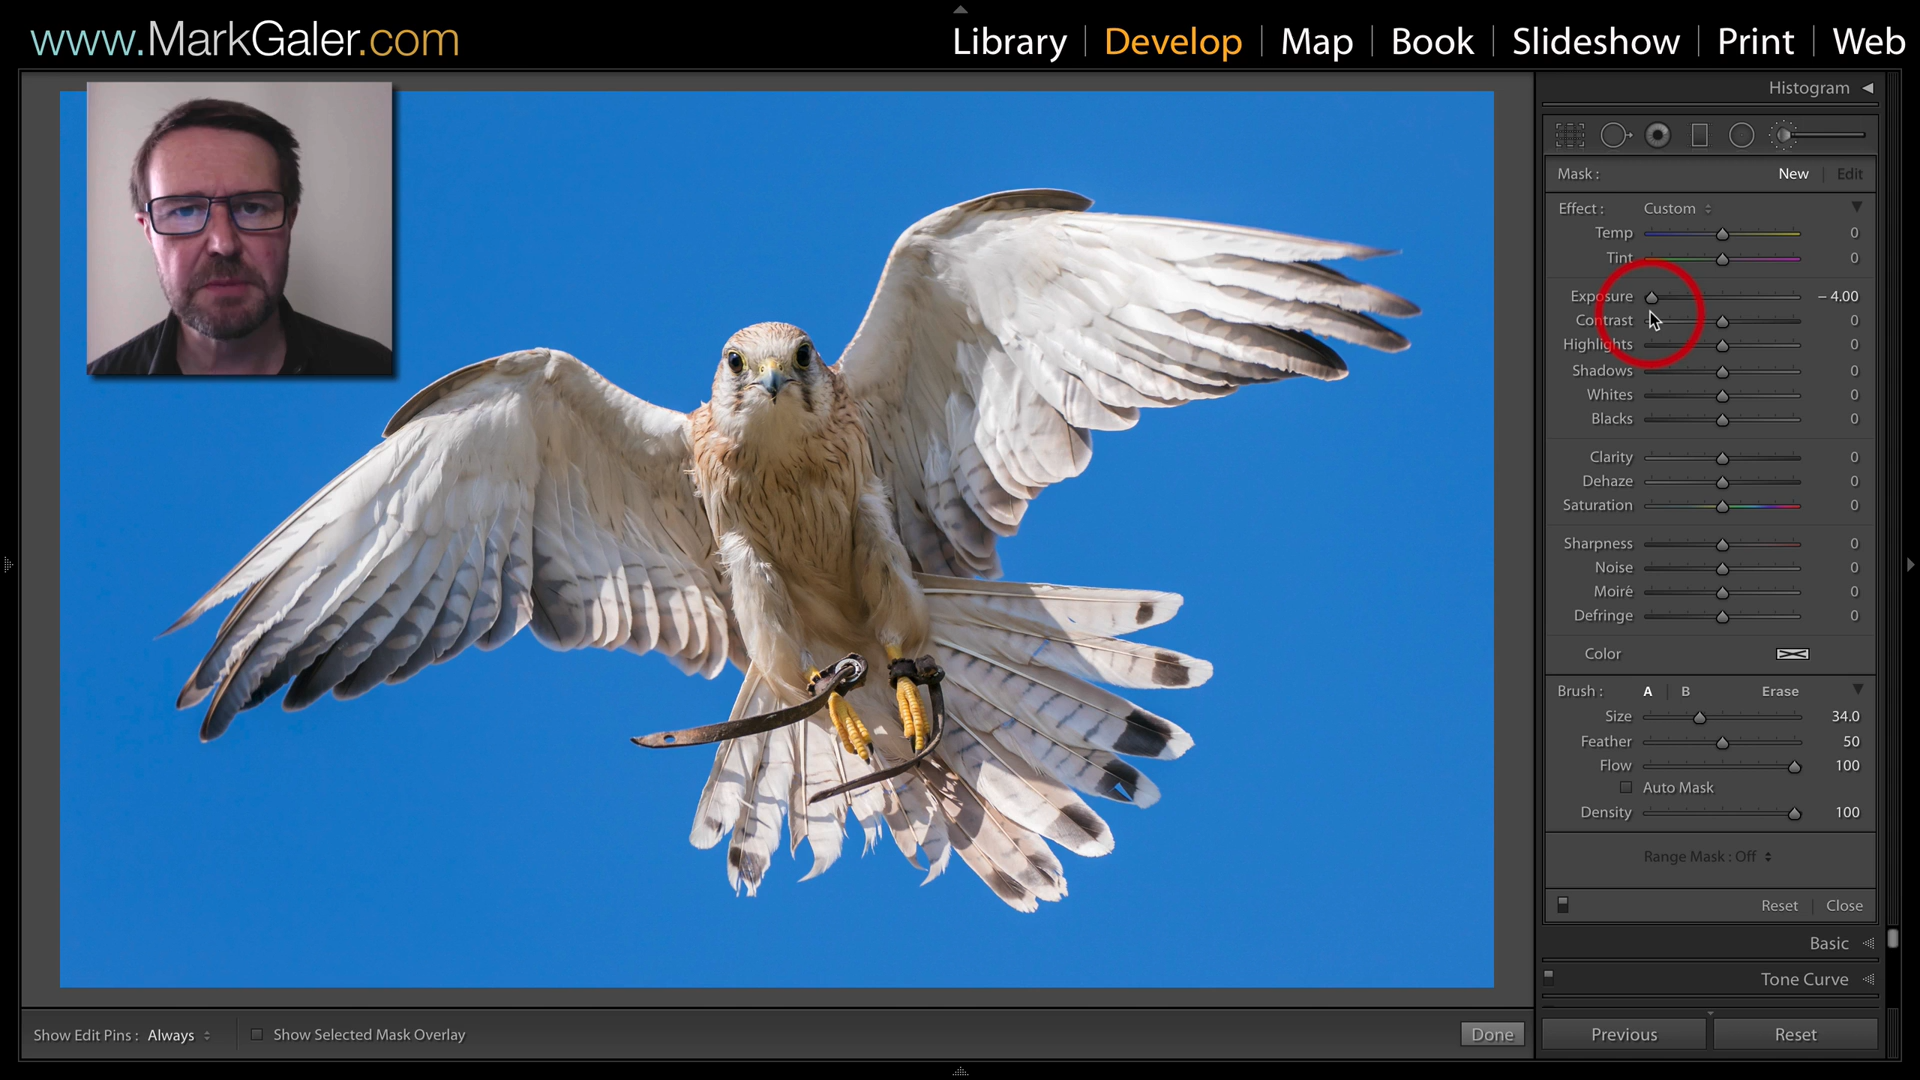 www.MarkGaler.com
Library | Develop | Map | Book | Slideshow | Print | Web
Histogram
Mask : New | Edit
Effect : Custom
Temp 0
Tint 0
Exposure – 4.00
Contrast 0
Highlights 0
Shadows 0
Whites 0
Blacks 0
Clarity 0
Dehaze 0
Saturation 0
Sharpness 0
Noise 0
Moiré 0
Defringe 0
Color
Brush : A | B Erase
Size 34.0
Feather 50
Flow 100
Auto Mask
Density 100
Range Mask : Off
Reset | Close
Basic
Tone Curve
Show Edit Pins : Always Show Selected Mask Overlay Done Previous Reset